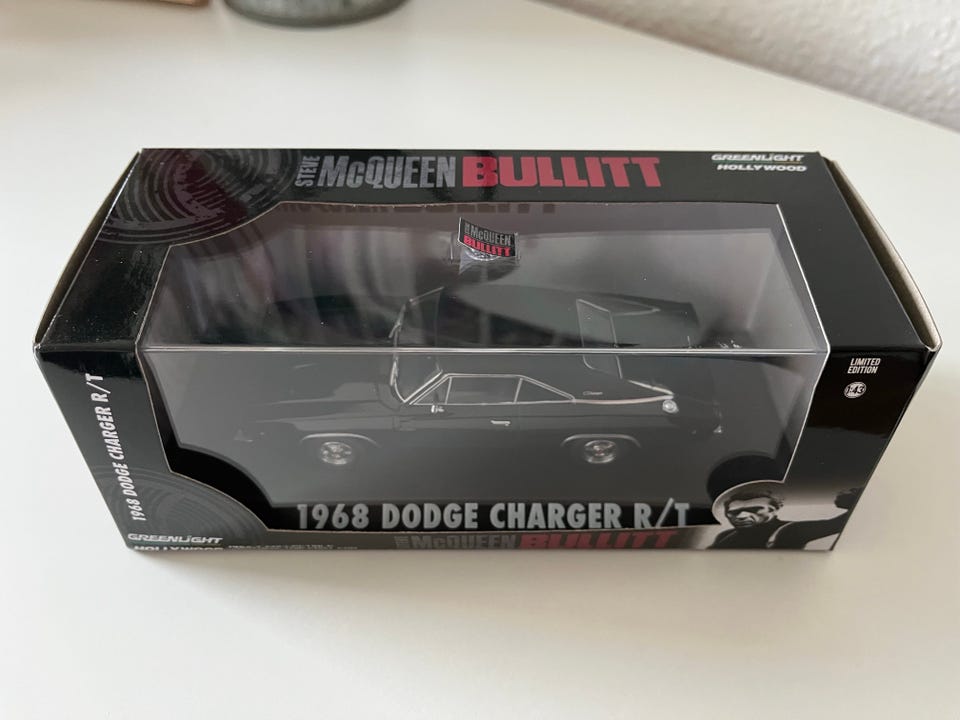 STEVE McQUEEN BULLITT
GREENLIGHT
HOLLYWOOD
McQUEEN
BULLITT
LIMITED
EDITION
1:43
1968 DODGE CHARGER R/T
1968 DODGE CHARGER R/T
McQUEEN BULLITT
GREENLIGHT
HOLLYWOOD